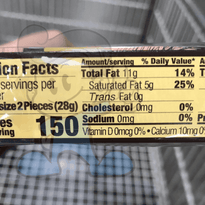 Amount/serving % Daily Value*
ion Facts
Total Fat 11g 14%
servings per
Saturated Fat 5g 25%
Trans Fat 0g
size 2 Pieces (28g)
Cholesterol 0mg 0%
es
Sodium 0mg 0%
ing 150
Vitamin D 0mcg 0% • Calcium 10mg 0%